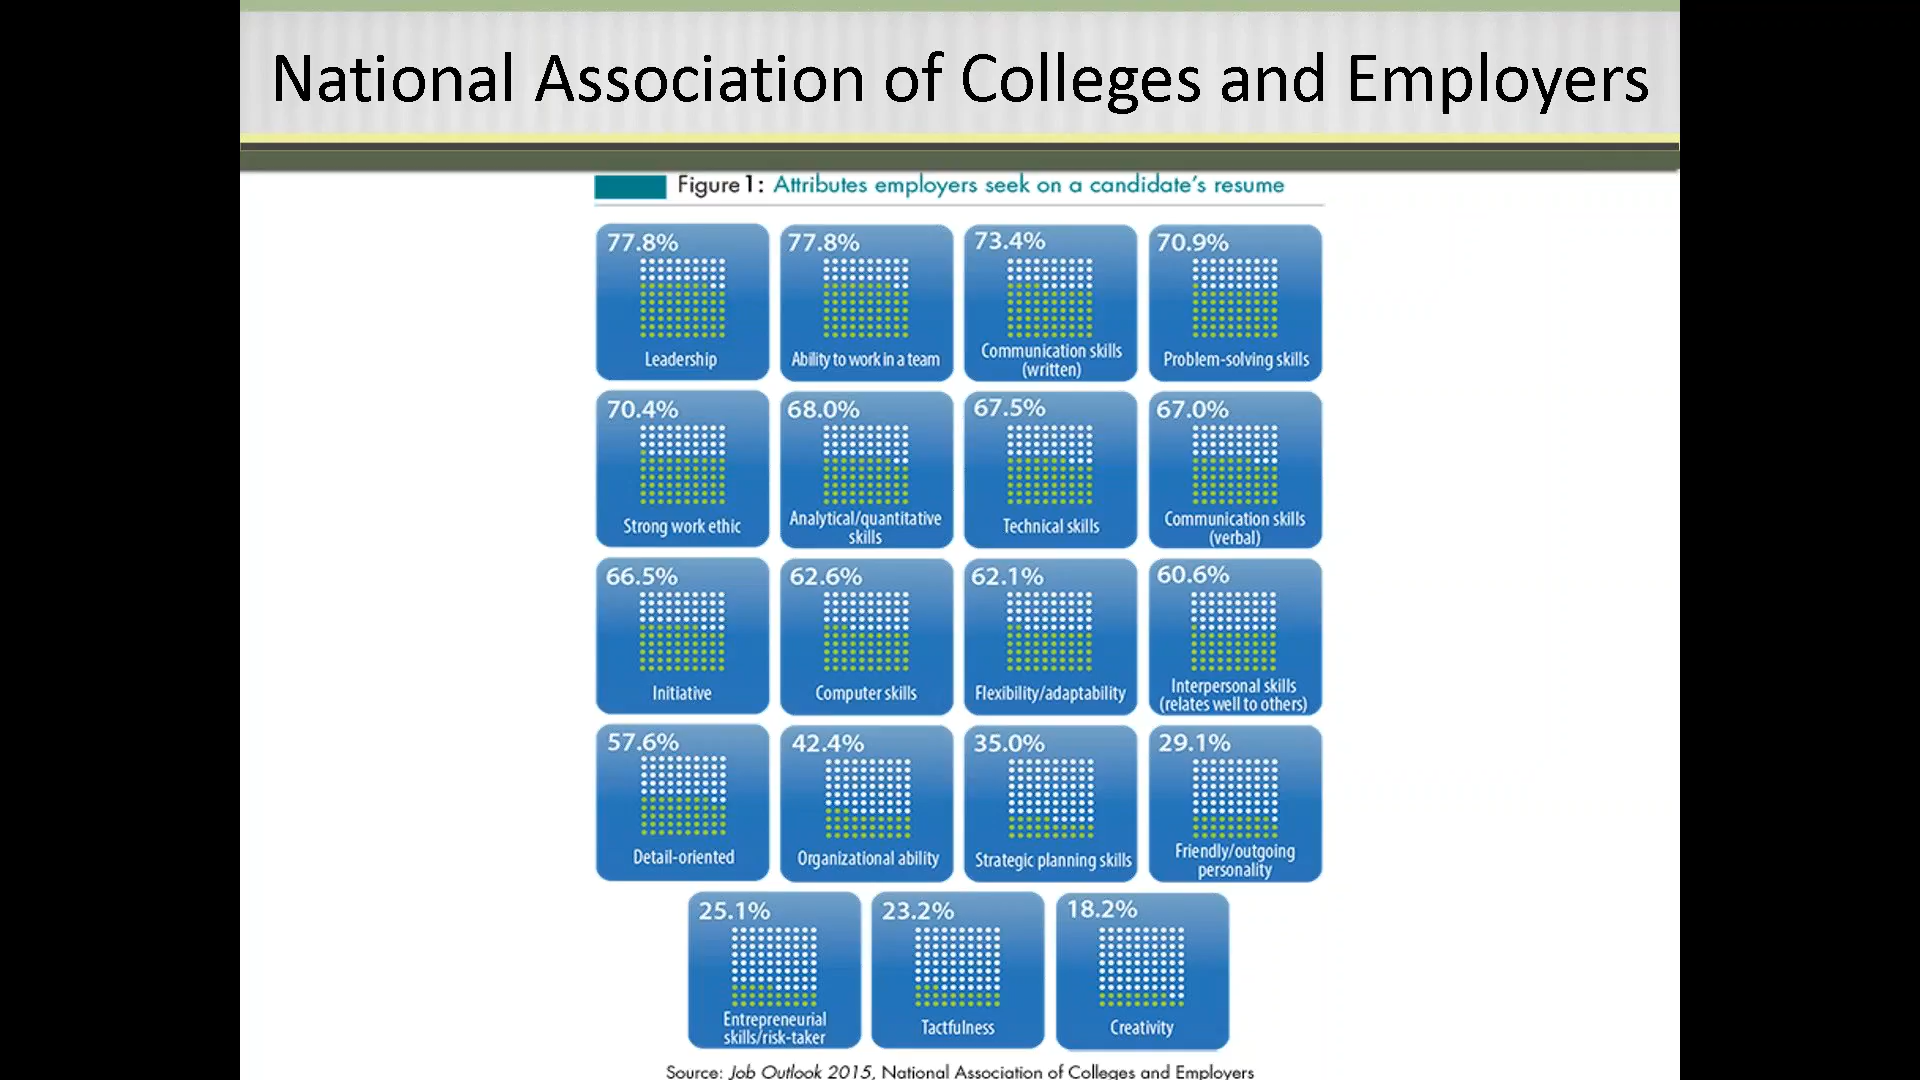 National Association of Colleges and Employers
Figure 1: Attributes employers seek on a candidate's resume
77.8%
Leadership
77.8%
Ability to work in a team
73.4%
Communication skills
(written)
70.9%
Problem-solving skills
70.4%
Strong work ethic
68.0%
Analytical/quantitative
skills
67.5%
Technical skills
67.0%
Communication skills
(verbal)
66.5%
Initiative
62.6%
Computer skills
62.1%
Flexibility/adaptability
60.6%
Interpersonal skills
(relates well to others)
57.6%
Detail-oriented
42.4%
Organizational ability
35.0%
Strategic planning skills
29.1%
Friendly/outgoing
personality
25.1%
Entrepreneurial
skills/risk-taker
23.2%
Tactfulness
18.2%
Creativity
Source: Job Outlook 2015, National Association of Colleges and Employers